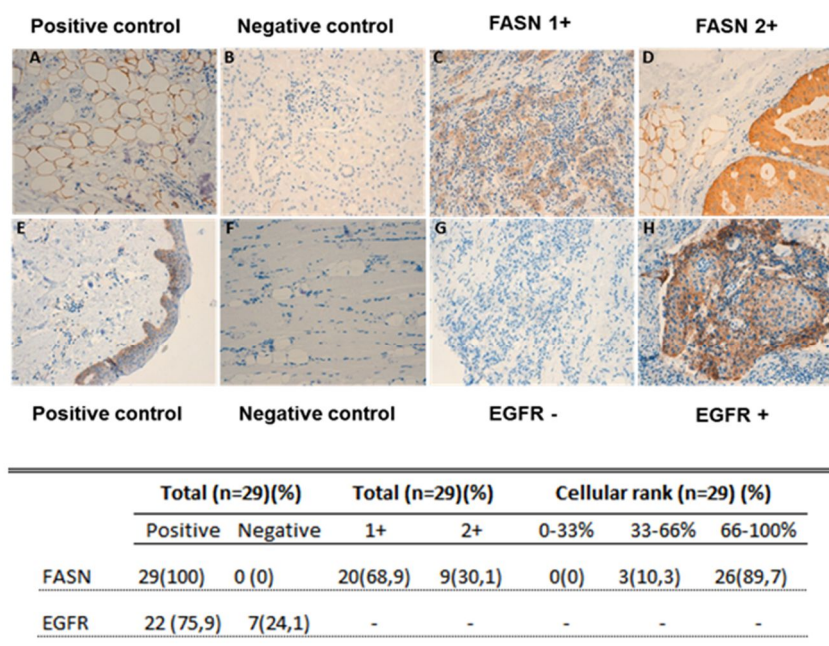 Positive control Negative control FASN 1+ FASN 2+
A B C D
E F G H
Positive control Negative control EGFR - EGFR +
Total (n=29)(%) Total (n=29)(%) Cellular rank (n=29) (%)
Positive Negative 1+ 2+ 0-33% 33-66% 66-100%
FASN 29(100) 0 (0) 20(68,9) 9(30,1) 0(0) 3(10,3) 26(89,7)
EGFR 22 (75,9) 7(24,1) - - - - -